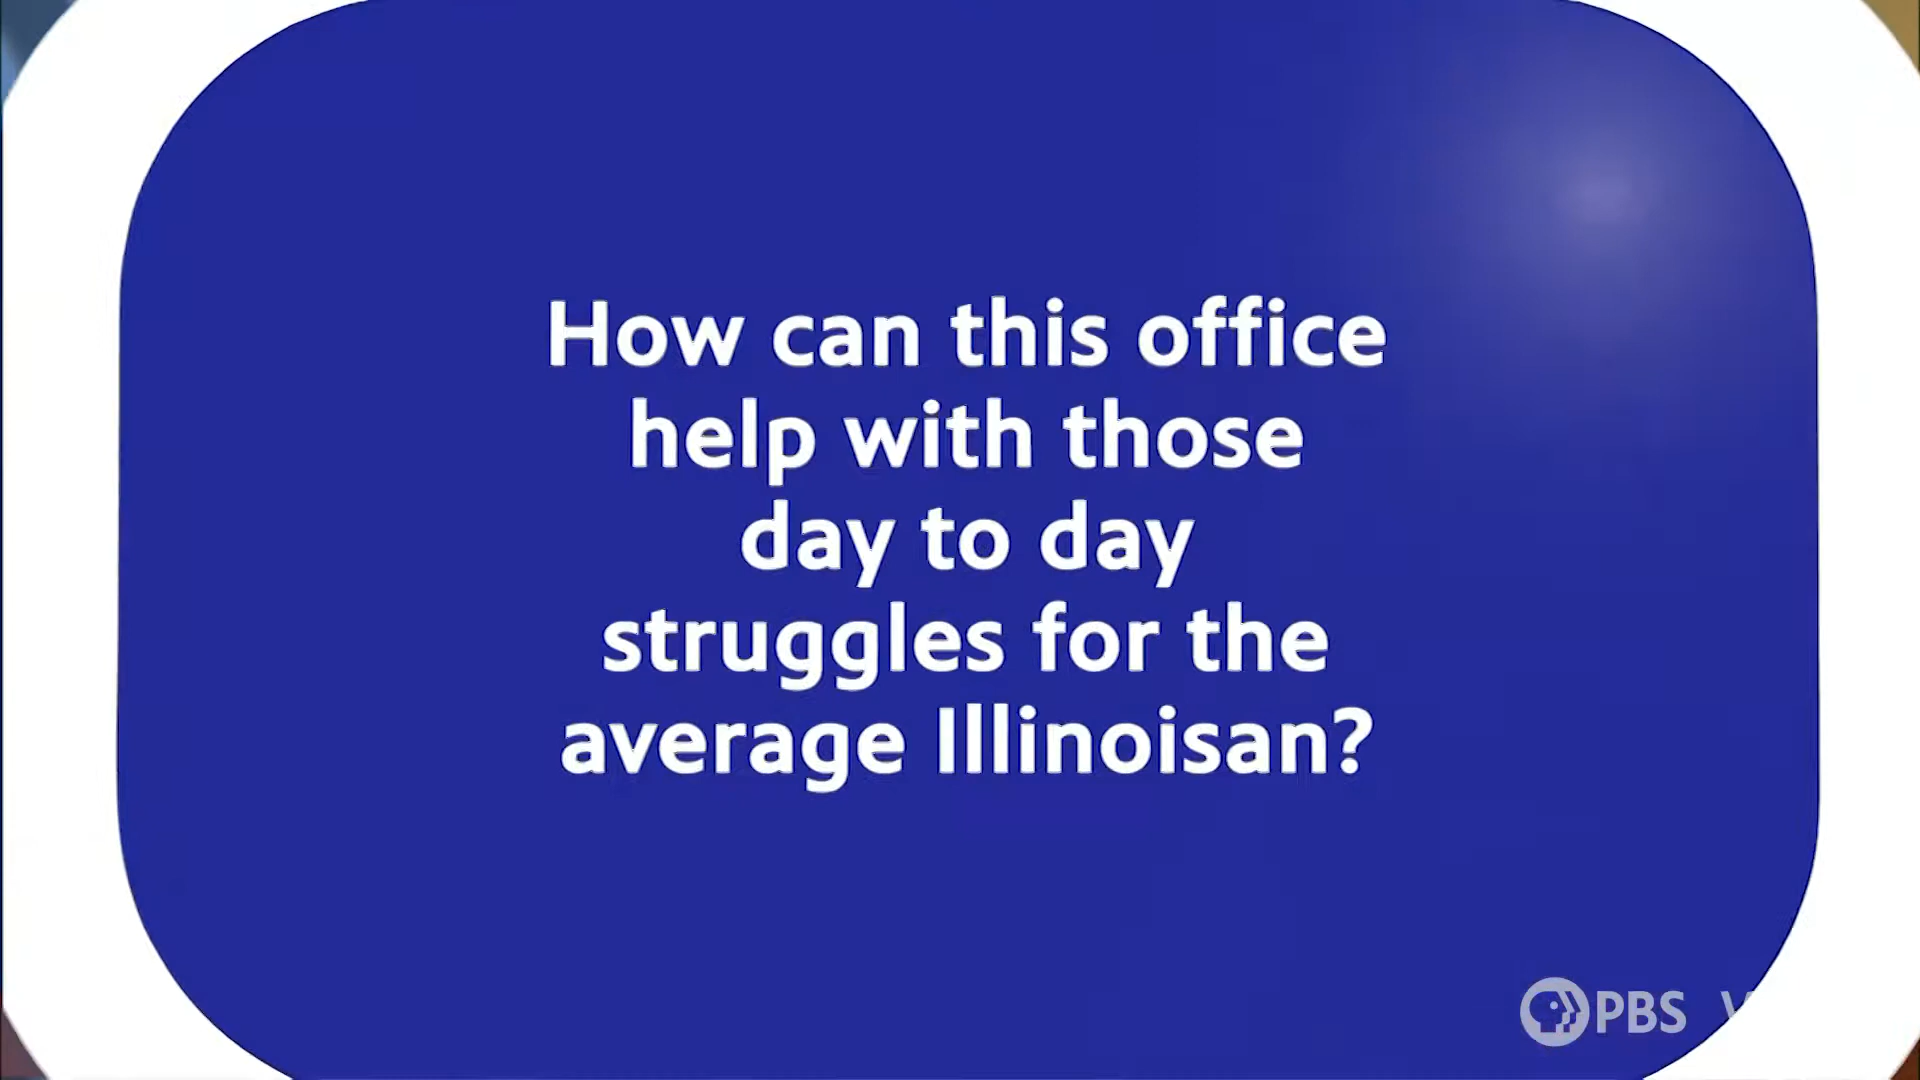 How can this office
help with those
day to day
struggles for the
average Illinoisan?
PBS